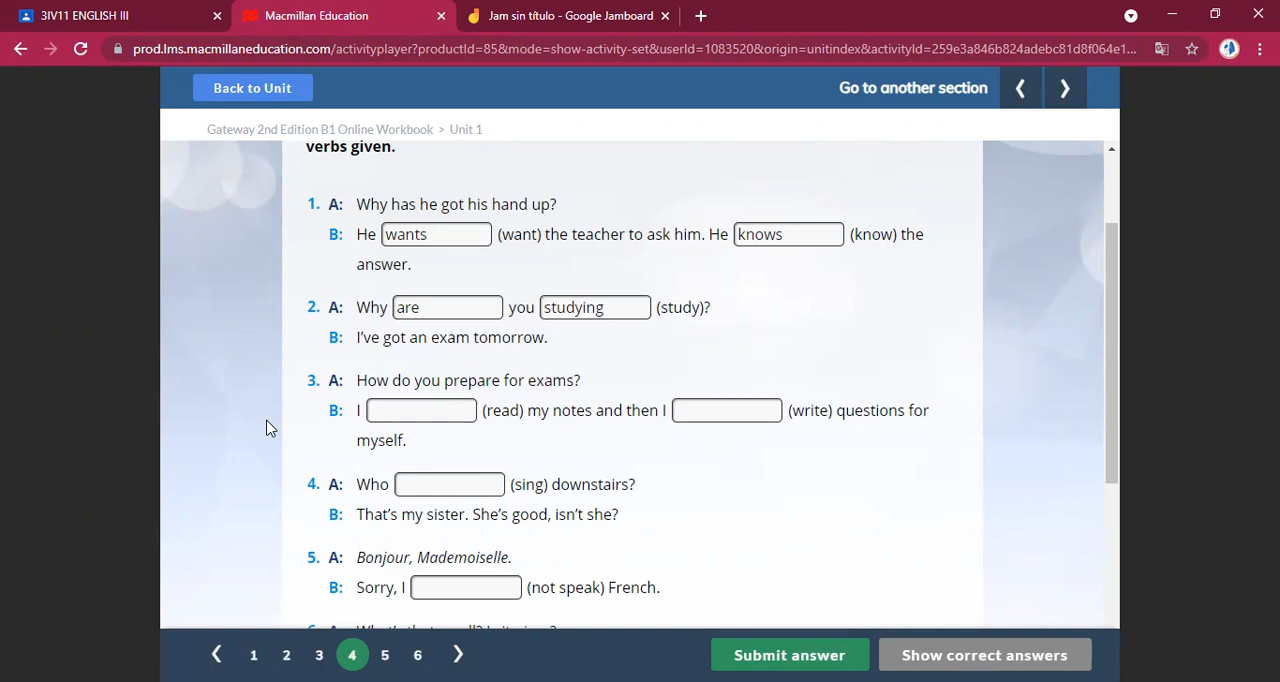 3IV11 ENGLISH III
Macmillan Education
Jam sin título - Google Jamboard
prod.lms.macmillaneducation.com/activityplayer?productId=85&mode=show-activity-set&userId=1083520&origin=unitindex&activityId=259e3a846b824adebc81d8f064e1...
Back to Unit
Go to another section
Gateway 2nd Edition B1 Online Workbook > Unit 1
verbs given.
1. A: Why has he got his hand up?
B: He wants (want) the teacher to ask him. He knows (know) the
answer.
2. A: Why are you studying (study)?
B: I've got an exam tomorrow.
3. A: How do you prepare for exams?
B: I (read) my notes and then I (write) questions for
myself.
4. A: Who (sing) downstairs?
B: That's my sister. She's good, isn't she?
5. A: Bonjour, Mademoiselle.
B: Sorry, I (not speak) French.
1 2 3 4 5 6
Submit answer
Show correct answers